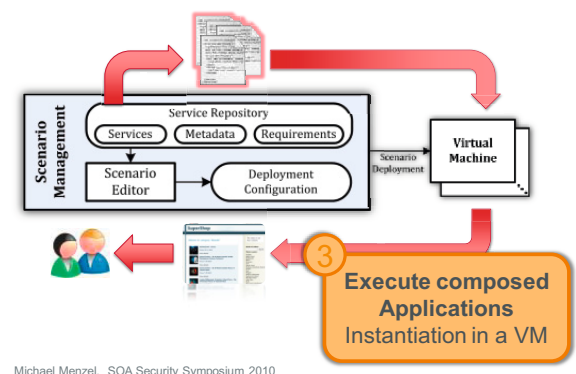 Scenario
Management
Service Repository
Services
Metadata
Requirements
Scenario
Editor
Deployment
Configuration
Scenario
Deployment
Virtual
Machine
3
Execute composed
Applications
Instantiation in a VM
Michael Menzel, SOA Security Symposium 2010